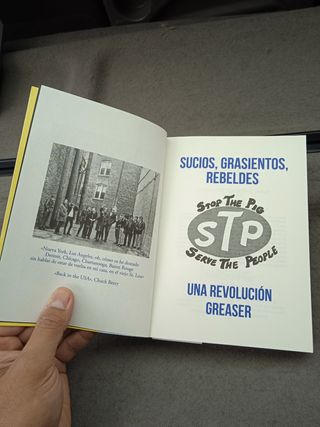 «Nueva York, Los Ángeles, oh, cómo os he deseado
Detroit, Chicago, Chattanooga, Baton Rouge
sin hablar de estar de vuelta en mi casa, en el viejo St. Lou»
«Back in the USA», Chuck Berry
SUCIOS, GRASIENTOS,
REBELDES
STOP THE PIG
STP
SERVE THE PEOPLE
UNA REVOLUCIÓN
GREASER